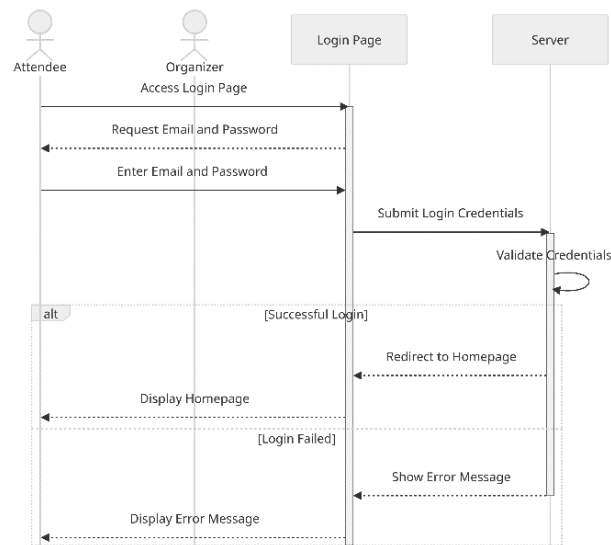 Attendee
Organizer
Login Page
Server
Access Login Page
Request Email and Password
Enter Email and Password
Submit Login Credentials
Validate Credentials
alt
[Successful Login]
Redirect to Homepage
Display Homepage
[Login Failed]
Show Error Message
Display Error Message